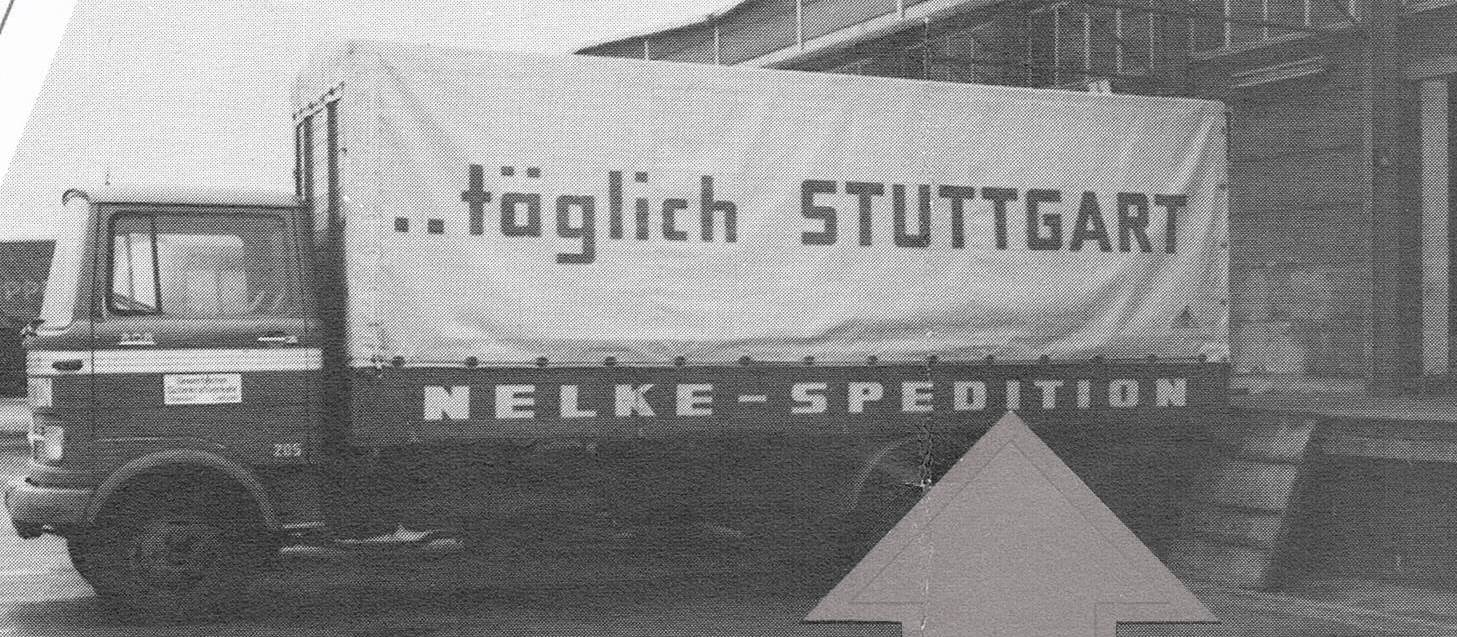 ..täglich STUTTGART
NELKE-SPEDITION
205